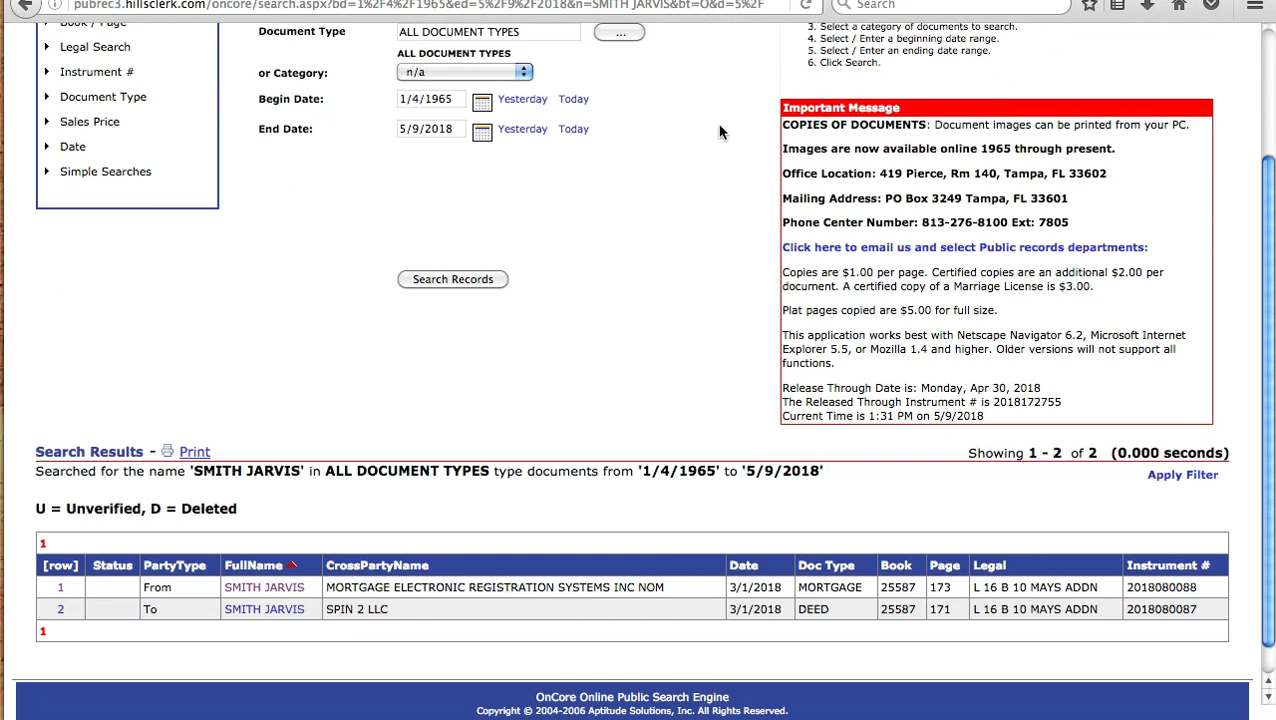 pubrec3.hillsclerk.com/oncore/search.aspx?bd=1%2F4%2F1965&ed=5%2F9%2F2018&n=SMITH JARVIS&bt=O&d=5%2F
Search
Book / Page
Legal Search
Instrument #
Document Type
Sales Price
Date
Simple Searches
Document Type
ALL DOCUMENT TYPES
...
ALL DOCUMENT TYPES
or Category:
n/a
Begin Date:
1/4/1965
Yesterday
Today
End Date:
5/9/2018
Yesterday
Today
Search Records
3. Select a category of documents to search.
4. Select / Enter a beginning date range.
5. Select / Enter an ending date range.
6. Click Search.
Important Message
COPIES OF DOCUMENTS: Document images can be printed from your PC.
Images are now available online 1965 through present.
Office Location: 419 Pierce, Rm 140, Tampa, FL 33602
Mailing Address: PO Box 3249 Tampa, FL 33601
Phone Center Number: 813-276-8100 Ext: 7805
Click here to email us and select Public records departments:
Copies are $1.00 per page. Certified copies are an additional $2.00 per
document. A certified copy of a Marriage License is $3.00.
Plat pages copied are $5.00 for full size.
This application works best with Netscape Navigator 6.2, Microsoft Internet
Explorer 5.5, or Mozilla 1.4 and higher. Older versions will not support all
functions.
Release Through Date is: Monday, Apr 30, 2018
The Released Through Instrument # is 2018172755
Current Time is 1:31 PM on 5/9/2018
Search Results - Print
Showing 1 - 2 of 2 (0.000 seconds)
Searched for the name 'SMITH JARVIS' in ALL DOCUMENT TYPES type documents from '1/4/1965' to '5/9/2018'
Apply Filter
U = Unverified, D = Deleted
1
[row] Status PartyType FullName CrossPartyName Date Doc Type Book Page Legal Instrument #
1 From SMITH JARVIS MORTGAGE ELECTRONIC REGISTRATION SYSTEMS INC NOM 3/1/2018 MORTGAGE 25587 173 L 16 B 10 MAYS ADDN 2018080088
2 To SMITH JARVIS SPIN 2 LLC 3/1/2018 DEED 25587 171 L 16 B 10 MAYS ADDN 2018080087
1
OnCore Online Public Search Engine
Copyright © 2004-2006 Aptitude Solutions, Inc. All Rights Reserved.